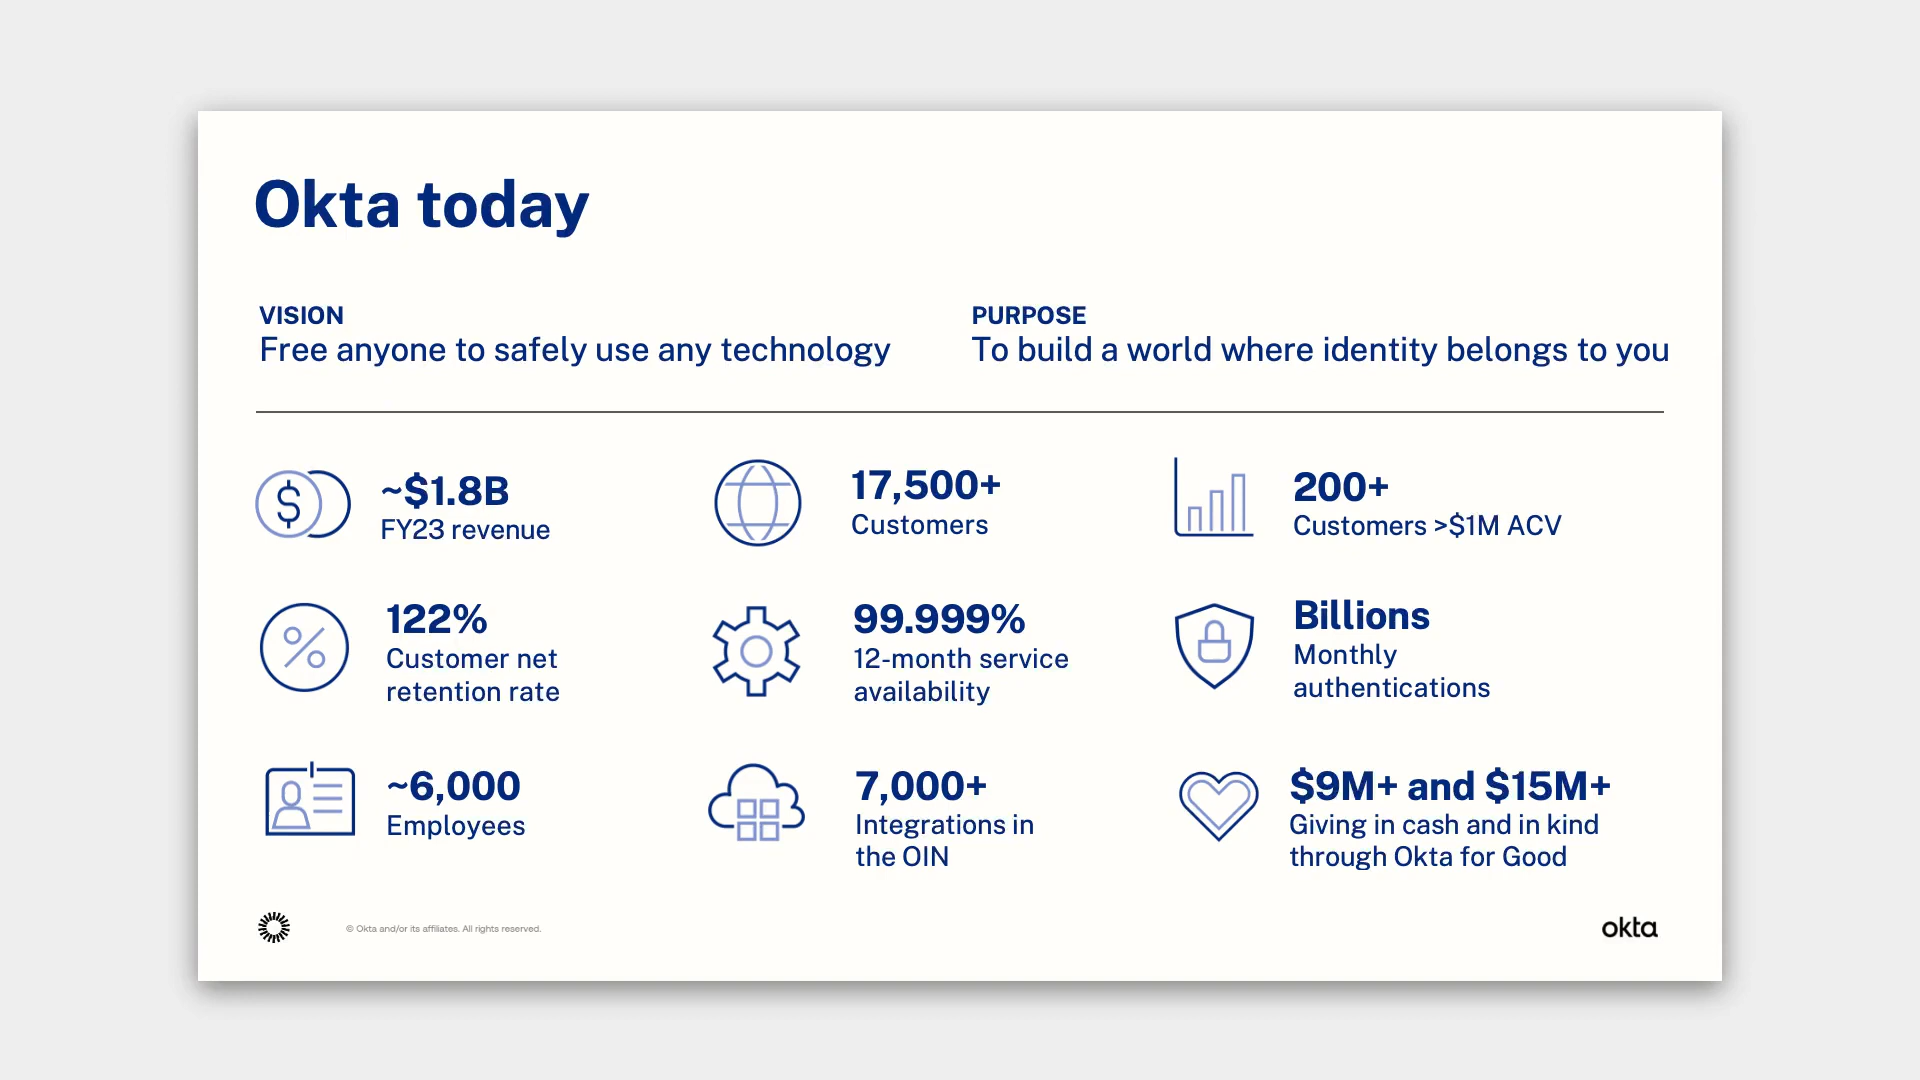 Okta today
VISION
Free anyone to safely use any technology
PURPOSE
To build a world where identity belongs to you
$
~$1.8B
FY23 revenue
17,500+
Customers
200+
Customers >$1M ACV
%
122%
Customer net
retention rate
99.999%
12-month service
availability
Billions
Monthly
authentications
~6,000
Employees
7,000+
Integrations in
the OIN
$9M+ and $15M+
Giving in cash and in kind
through Okta for Good
© Okta and/or its affiliates. All rights reserved.
okta